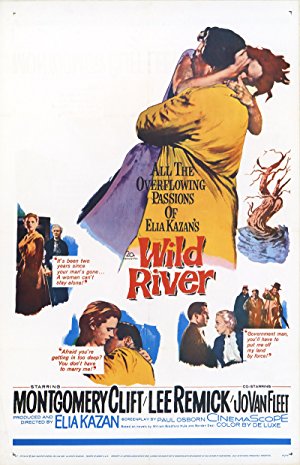 ALL THE
OVERFLOWING
PASSIONS
OF
ELIA KAZAN'S
Wild
River
"It's been two
years since
your man's gone...
A woman can't
stay alone!"
"Afraid you're
getting in too deep?
You don't have
to marry me!"
"Government man,
you'll have to
put me off my
land by force!"
STARRING
CO-STARRING
MONTGOMERY CLIFT/LEE REMICK/JO VAN FLEET
PRODUCED AND
DIRECTED BY
ELIA KAZAN
SCREENPLAY BY PAUL OSBORN
CINEMASCOPE
COLOR BY DE LUXE